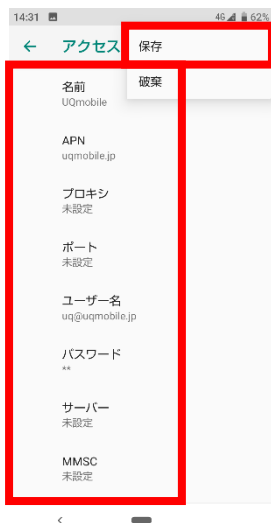 14:31 4G 62%
← アクセス 保存
破棄
名前
UQmobile
APN
uqmobile.jp
プロキシ
未設定
ポート
未設定
ユーザー名
uq@uqmobile.jp
パスワード
**
サーバー
未設定
MMSC
未設定